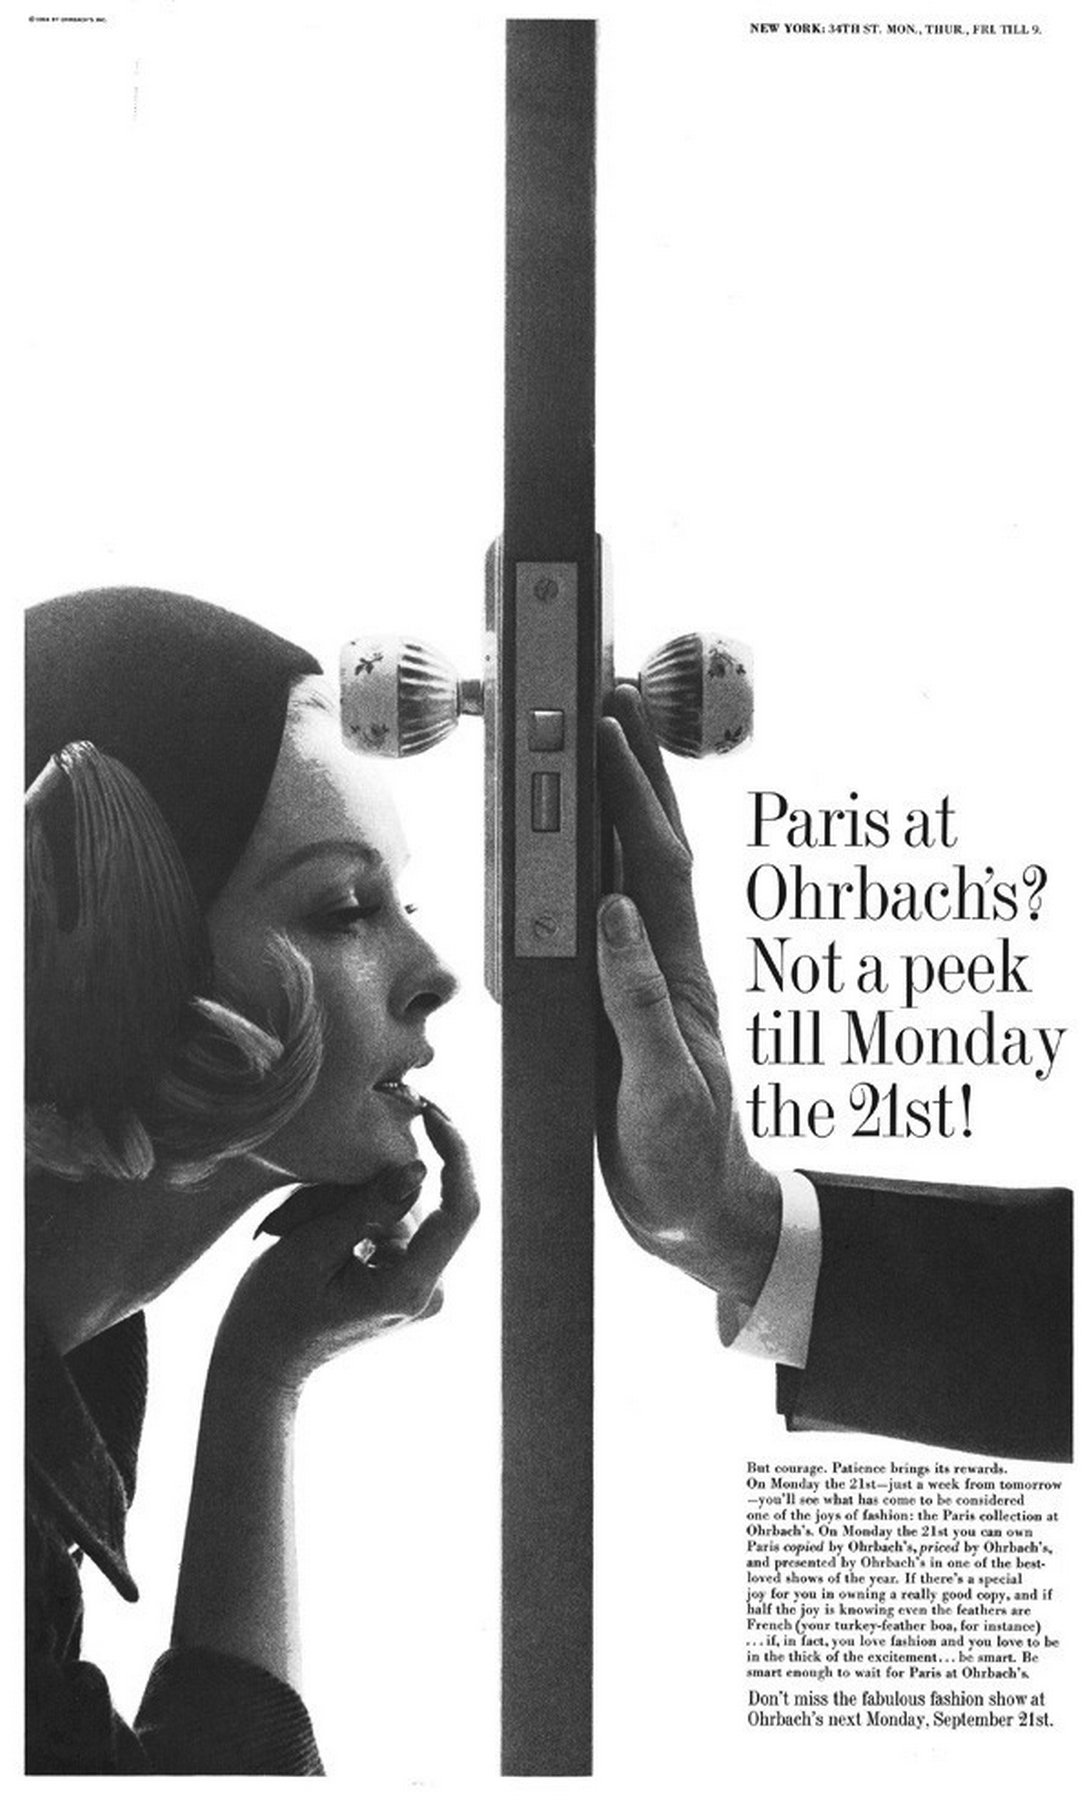 © 1964 BY OHRBACH'S INC.
NEW YORK: 34TH ST. MON., THUR., FRI. TILL 9.
Paris at
Ohrbach's?
Not a peek
till Monday
the 21st!
But courage. Patience brings its rewards.
On Monday the 21st—just a week from tomorrow
—you'll see what has come to be considered
one of the joys of fashion: the Paris collection at
Ohrbach's. On Monday the 21st you can own
Paris copied by Ohrbach's, priced by Ohrbach's,
and presented by Ohrbach's in one of the best-
loved shows of the year. If there's a special
joy for you in owning a really good copy, and if
half the joy is knowing even the feathers are
French (your turkey-feather boa, for instance)
...if, in fact, you love fashion and you love to be
in the thick of the excitement... be smart. Be
smart enough to wait for Paris at Ohrbach's.
Don't miss the fabulous fashion show at
Ohrbach's next Monday, September 21st.